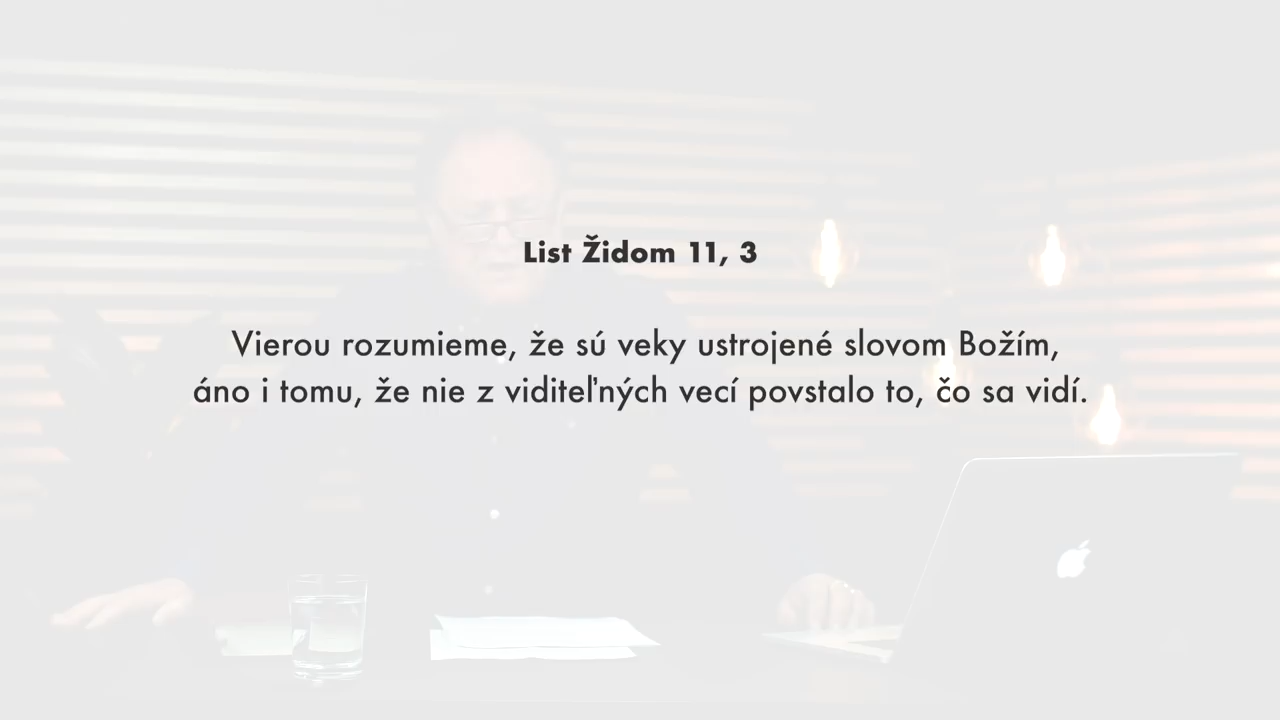 List Židom 11, 3
Vierou rozumieme, že sú veky ustrojené slovom Božím,
áno i tomu, že nie z viditeľných vecí povstalo to, čo sa vidí.